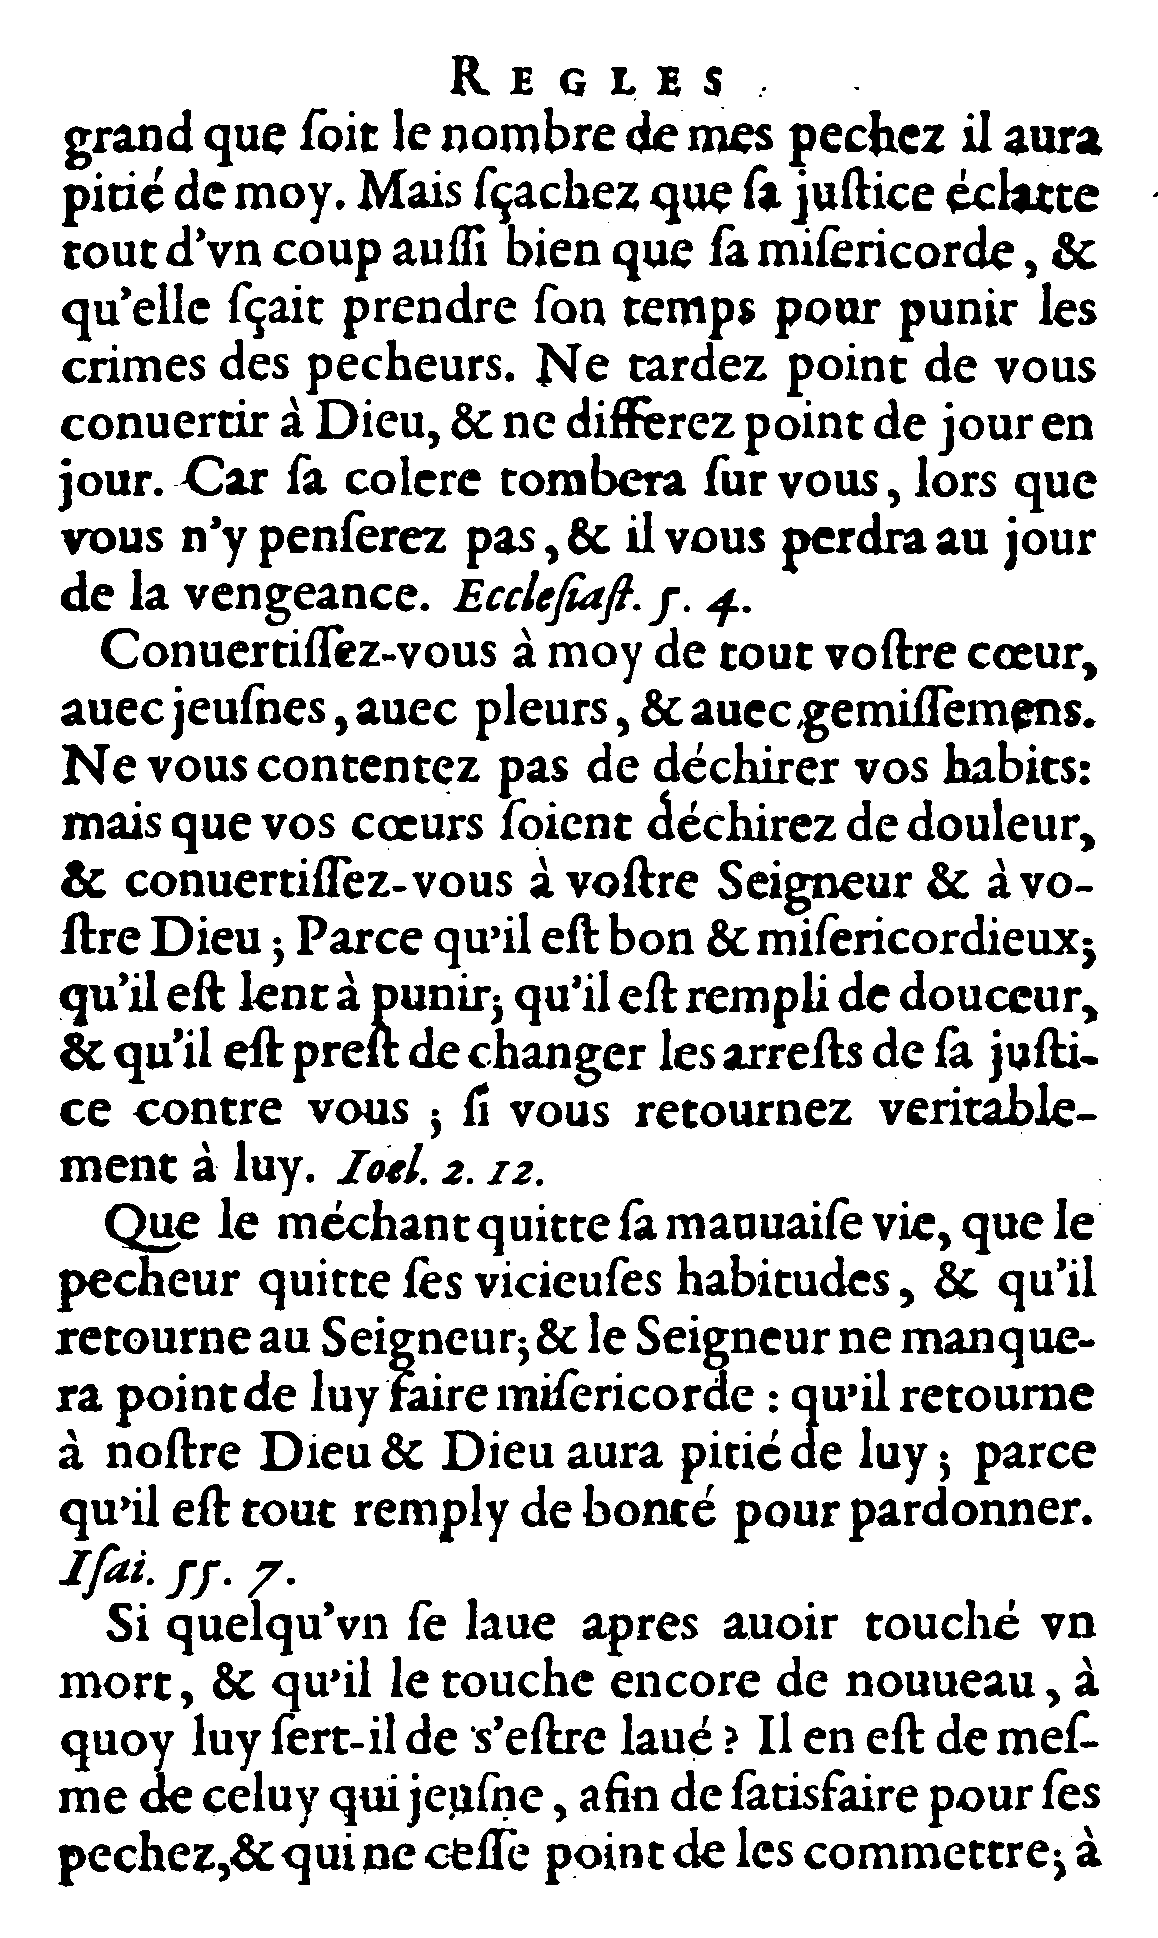 REGLES
grand que ſoit le nombre de mes pechez il aura
pitié de moy. Mais ſçachez que ſa juſtice éclatte
tout d'vn coup auſſi bien que ſa miſericorde, &
qu'elle ſçait prendre ſon temps pour punir les
crimes des pecheurs. Ne tardez point de vous
conuertir à Dieu, & ne differez point de jour en
jour. Car ſa colere tombera ſur vous, lors que
vous n'y penſerez pas, & il vous perdra au jour
de la vengeance. Eccleſiaſt. 5. 4.
Conuertiſſez-vous à moy de tout voſtre cœur,
auec jeuſnes, auec pleurs, & auec gemiſſemens.
Ne vous contentez pas de déchirer vos habits:
mais que vos cœurs ſoient déchirez de douleur,
& conuertiſſez-vous à voſtre Seigneur & à vo-
ſtre Dieu; Parce qu'il eſt bon & miſericordieux;
qu'il eſt lent à punir; qu'il eſt rempli de douceur,
& qu'il eſt preſt de changer les arreſts de ſa juſti-
ce contre vous; ſi vous retournez veritable-
ment à luy. Ioel. 2. 12.
Que le méchant quitte ſa mauuaiſe vie, que le
pecheur quitte ſes vicieuſes habitudes, & qu'il
retourne au Seigneur; & le Seigneur ne manque-
ra point de luy faire miſericorde: qu'il retourne
à noſtre Dieu & Dieu aura pitié de luy; parce
qu'il eſt tout remply de bonté pour pardonner.
Iſai. 55. 7.
Si quelqu'vn ſe laue apres auoir touché vn
mort, & qu'il le touche encore de nouueau, à
quoy luy ſert-il de s'eſtre laué? Il en eſt de meſ-
me de celuy qui jeuſne, afin de ſatisfaire pour ſes
pechez, & qui ne ceſſe point de les commettre; à